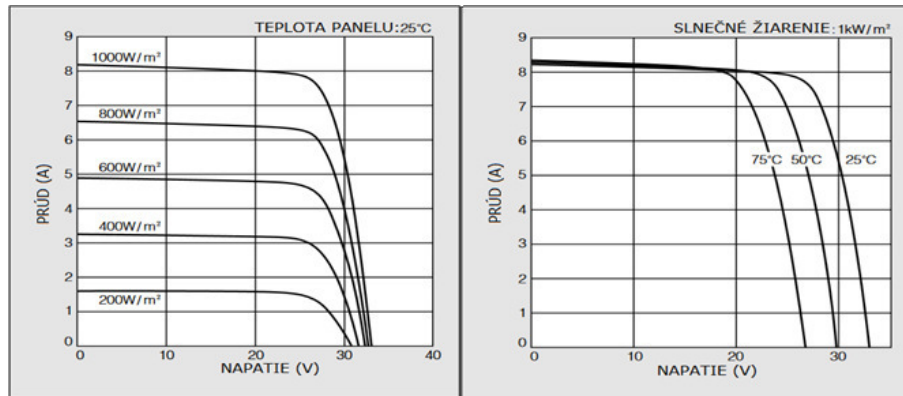 TEPLOTA PANELU:25°C
9
8
7
6
5
4
3
2
1
0
PRÚD (A)
1000W/m²
800W/m²
600W/m²
400W/m²
200W/m²
0 10 20 30 40
NAPATIE (V)
SLNEČNÉ ŽIARENIE:1kW/m²
9
8
7
6
5
4
3
2
1
0
PRÚD (A)
75°C 50°C 25°C
0 10 20 30
NAPATIE (V)